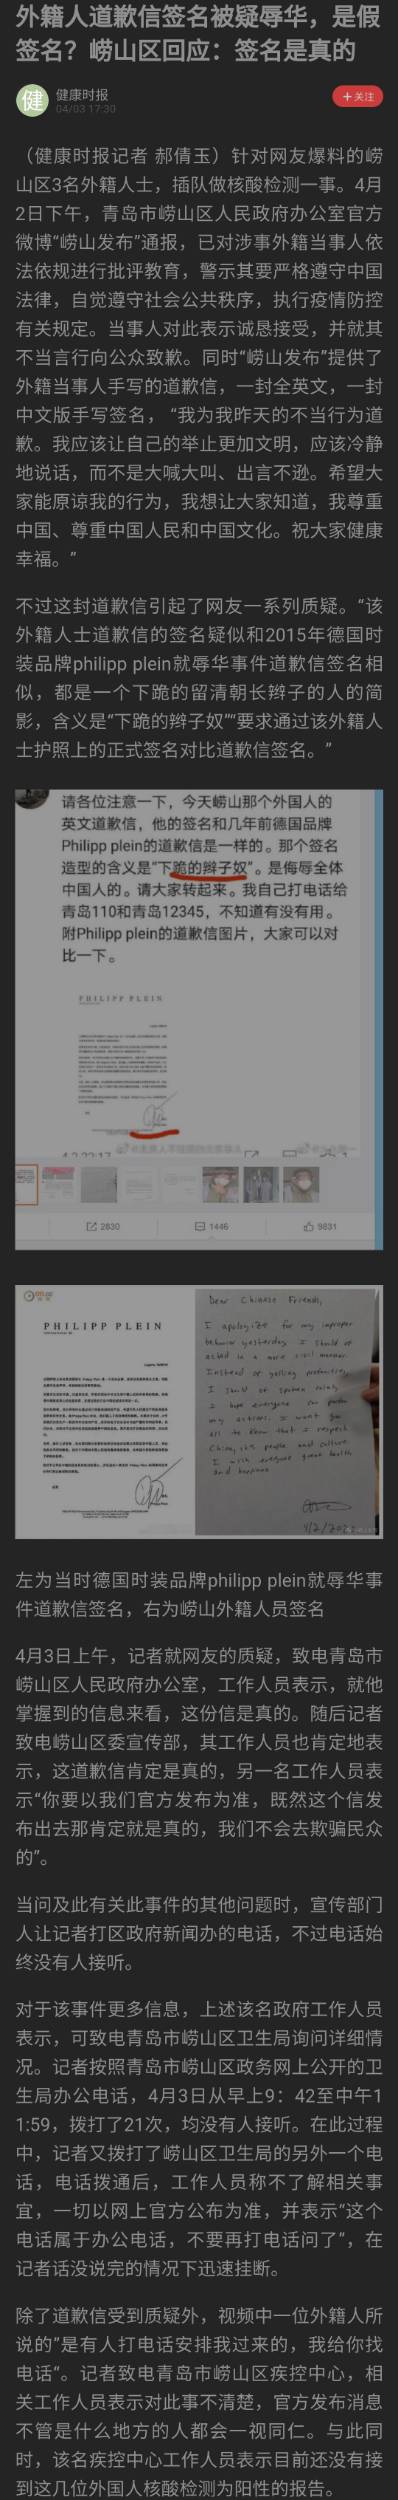 外籍人道歉信签名被疑辱华，是假
签名？崂山区回应：签名是真的
健
健康时报
04/03 17:30
＋关注
（健康时报记者 郝倩玉）针对网友爆料的崂
山区3名外籍人士，插队做核酸检测一事。4月
2日下午，青岛市崂山区人民政府办公室官方
微博“崂山发布”通报，已对涉事外籍当事人依
法依规进行批评教育，警示其要严格遵守中国
法律，自觉遵守社会公共秩序，执行疫情防控
有关规定。当事人对此表示诚恳接受，并就其
不当言行向公众致歉。同时“崂山发布”提供了
外籍当事人手写的道歉信，一封全英文，一封
中文版手写签名， “我为我昨天的不当行为道
歉。我应该让自己的举止更加文明，应该冷静
地说话，而不是大喊大叫、出言不逊。希望大
家能原谅我的行为，我想让大家知道，我尊重
中国、尊重中国人民和中国文化。祝大家健康
幸福。”
不过这封道歉信引起了网友一系列质疑。“该
外籍人士道歉信的签名疑似和2015年德国时
装品牌philipp plein就辱华事件道歉信签名相
似，都是一个下跪的留清朝长辫子的人的简
影，含义是“下跪的辫子奴”“要求通过该外籍人
士护照上的正式签名对比道歉信签名。”
请各位注意一下，今天崂山那个外国人的
英文道歉信，他的签名和几年前德国品牌
Philipp plein的道歉信是一样的。那个签名
造型的含义是“下跪的辫子奴”。是侮辱全体
中国人的。请大家转起来。我自己打电话给
青岛110和青岛12345，不知道有没有用。
附Philipp plein的道歉信图片，大家可以对
比一下。
PHILIPP PLEIN
2830
1446
9831
PHILIPP PLEIN
Dear Chinese Friends,
I apologize for my improper
behavior yesterday. I should of
acted in a more civil manner.
Instead of yelling profanities,
I should of spoken calmly.
I hope everyone can pardon
my actions. I want you
all to know that I respect
China, its people and culture.
I wish everyone great health
and happiness
4/2/2020
左为当时德国时装品牌philipp plein就辱华事
件道歉信签名，右为崂山外籍人员签名
4月3日上午，记者就网友的质疑，致电青岛市
崂山区人民政府办公室，工作人员表示，就他
掌握到的信息来看，这份信是真的。随后记者
致电崂山区委宣传部，其工作人员也肯定地表
示，这道歉信肯定是真的，另一名工作人员表
示“你要以我们官方发布为准，既然这个信发
布出去那肯定就是真的，我们不会去欺骗民众
的”。
当问及此有关此事件的其他问题时，宣传部门
人让记者打区政府新闻办的电话，不过电话始
终没有人接听。
对于该事件更多信息，上述该名政府工作人员
表示，可致电青岛市崂山区卫生局询问详细情
况。记者按照青岛市崂山区政务网上公开的卫
生局办公电话，4月3日从早上9：42至中午1
1:59，拨打了21次，均没有人接听。在此过程
中，记者又拨打了崂山区卫生局的另外一个电
话，电话拨通后，工作人员称不了解相关事
宜，一切以网上官方公布为准，并表示“这个
电话属于办公电话，不要再打电话问了”，在
记者话没说完的情况下迅速挂断。
除了道歉信受到质疑外，视频中一位外籍人所
说的”是有人打电话安排我过来的，我给你找
电话“。记者致电青岛市崂山区疾控中心，相
关工作人员表示对此事不清楚，官方发布消息
不管是什么地方的人都会一视同仁。与此同
时，该名疾控中心工作人员表示目前还没有接
到这几位外国人核酸检测为阳性的报告。